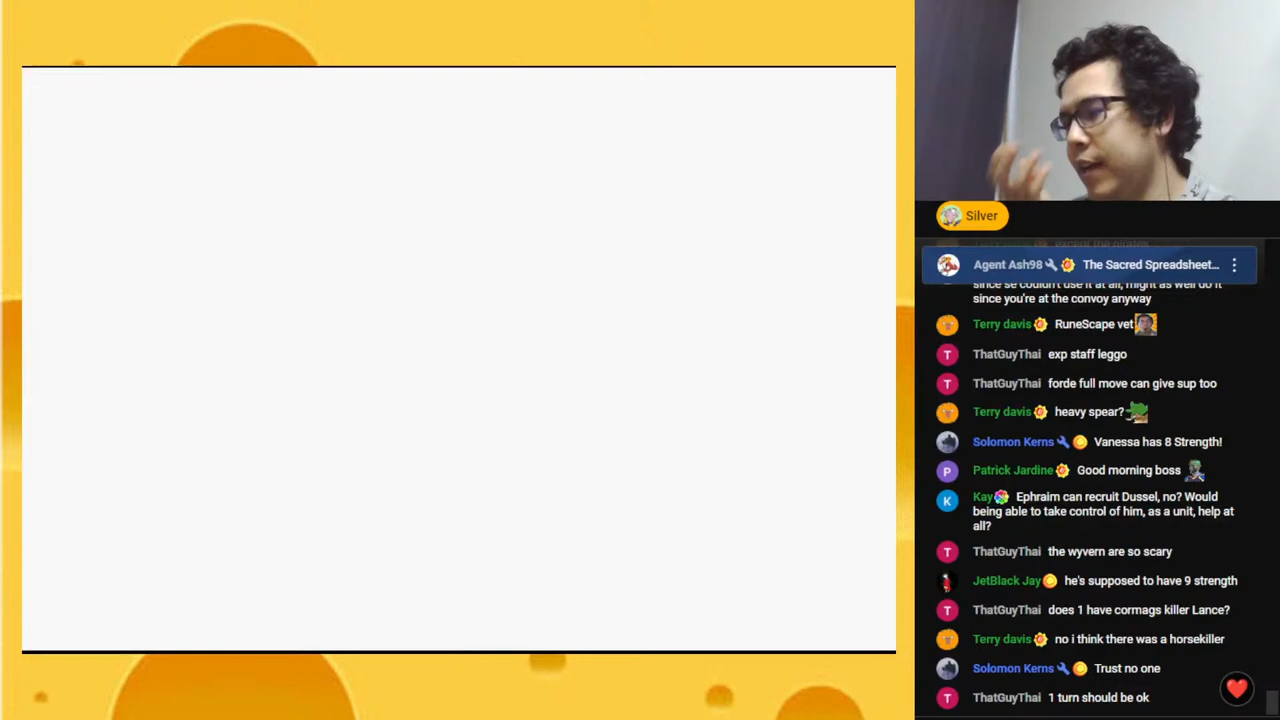 Silver
Agent Ash98 The Sacred Spreadsheet...
since se couldn't use it at all, might as well do it
since you're at the convoy anyway
Terry davis RuneScape vet
ThatGuyThai exp staff leggo
ThatGuyThai forde full move can give sup too
Terry davis heavy spear?
Solomon Kerns Vanessa has 8 Strength!
Patrick Jardine Good morning boss
Kay Ephraim can recruit Dussel, no? Would
being able to take control of him, as a unit, help at
all?
ThatGuyThai the wyvern are so scary
JetBlack Jay he's supposed to have 9 strength
ThatGuyThai does 1 have cormags killer Lance?
Terry davis no i think there was a horsekiller
Solomon Kerns Trust no one
ThatGuyThai 1 turn should be ok